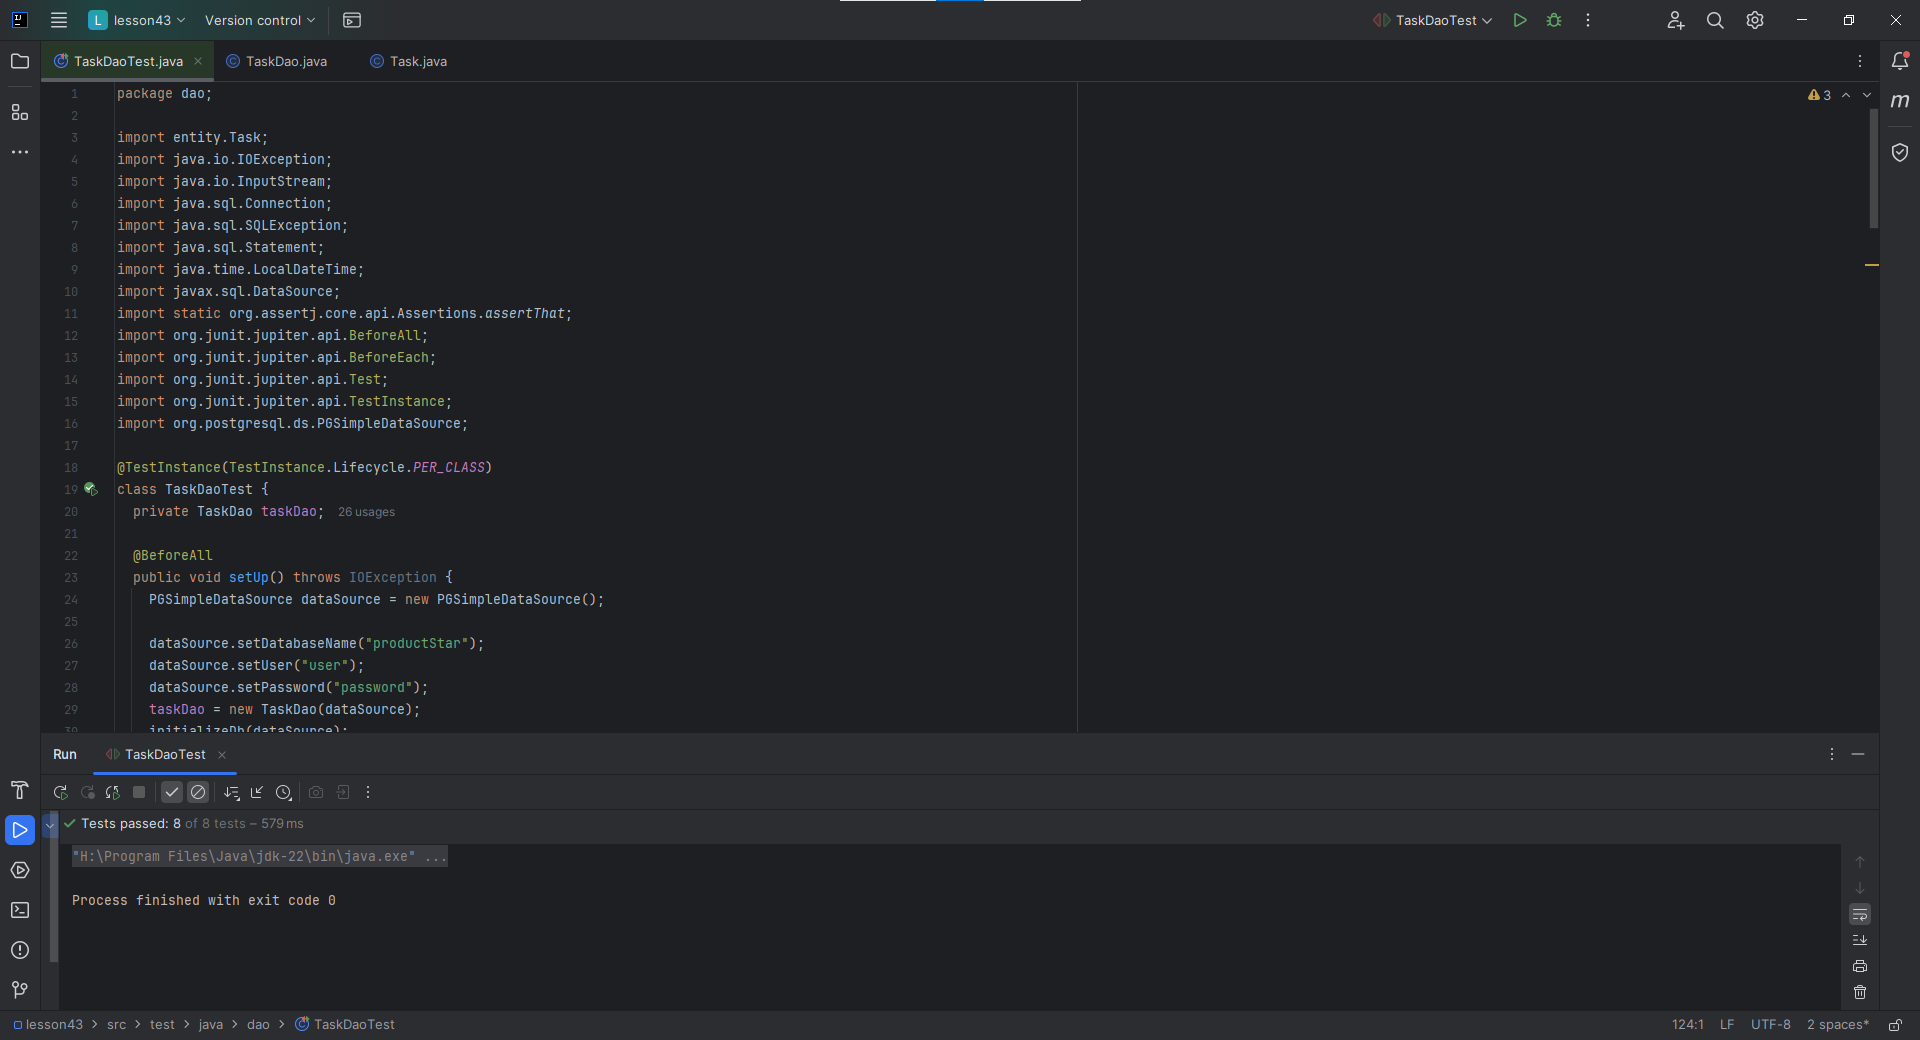 L lesson43 Version control TaskDaoTest
TaskDaoTest.java TaskDao.java Task.java
1 package dao;
3
2
3 import entity.Task;
4 import java.io.IOException;
5 import java.io.InputStream;
6 import java.sql.Connection;
7 import java.sql.SQLException;
8 import java.sql.Statement;
9 import java.time.LocalDateTime;
10 import javax.sql.DataSource;
11 import static org.assertj.core.api.Assertions.assertThat;
12 import org.junit.jupiter.api.BeforeAll;
13 import org.junit.jupiter.api.BeforeEach;
14 import org.junit.jupiter.api.Test;
15 import org.junit.jupiter.api.TestInstance;
16 import org.postgresql.ds.PGSimpleDataSource;
17
18 @TestInstance(TestInstance.Lifecycle.PER_CLASS)
19 class TaskDaoTest {
20 private TaskDao taskDao; 26 usages
21
22 @BeforeAll
23 public void setUp() throws IOException {
24 PGSimpleDataSource dataSource = new PGSimpleDataSource();
25
26 dataSource.setDatabaseName("productStar");
27 dataSource.setUser("user");
28 dataSource.setPassword("password");
29 taskDao = new TaskDao(dataSource);
30 initializeDb(dataSource);
Run TaskDaoTest
Tests passed: 8 of 8 tests – 579 ms
"H:\Program Files\Java\jdk-22\bin\java.exe" ...
Process finished with exit code 0
lesson43 > src > test > java > dao > TaskDaoTest 124:1 LF UTF-8 2 spaces*